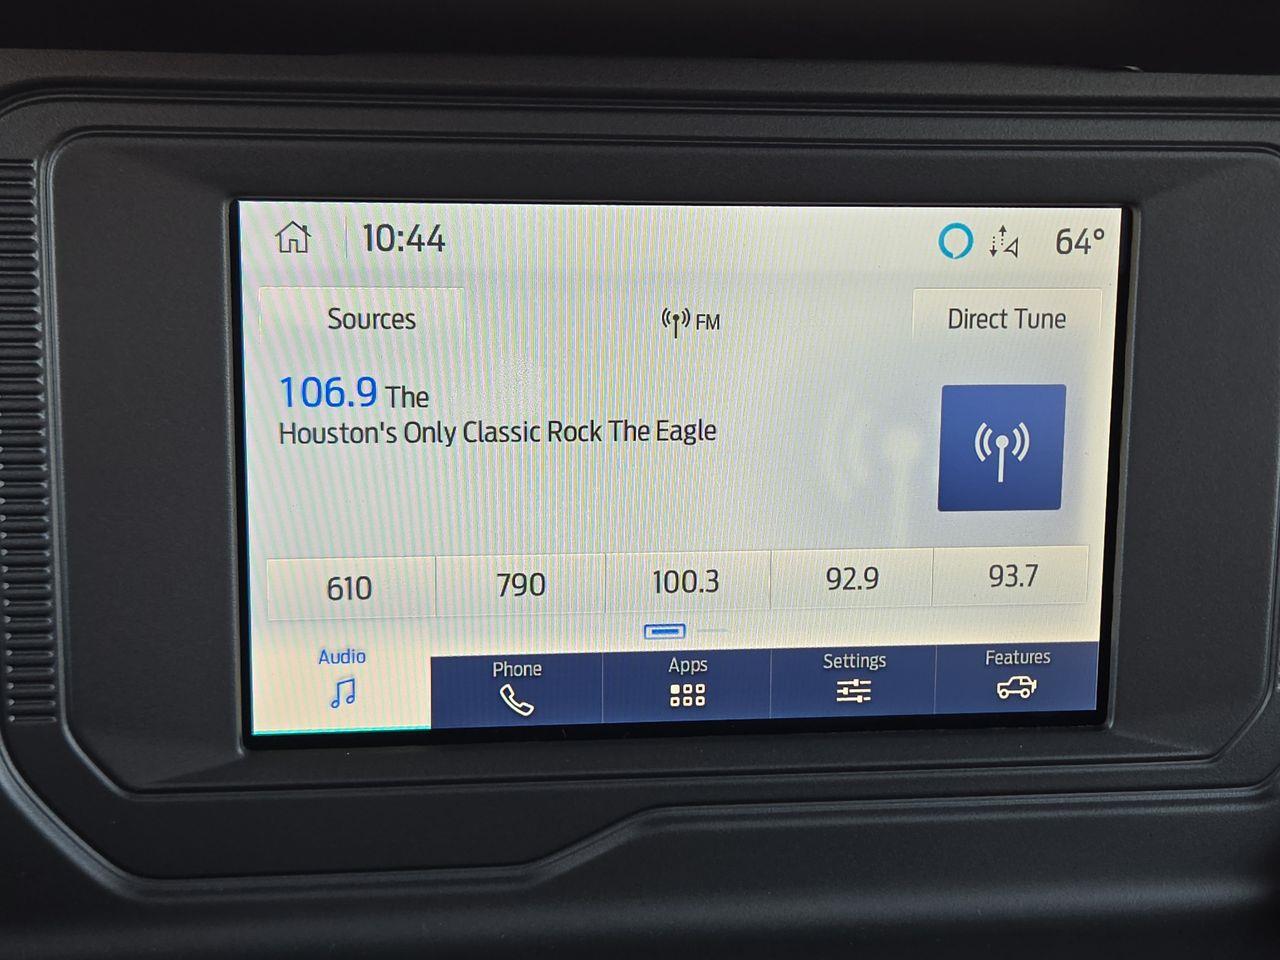 10:44
64°
Sources
FM
Direct Tune
106.9 The
Houston's Only Classic Rock The Eagle
610
790
100.3
92.9
93.7
Audio
Phone
Apps
Settings
Features